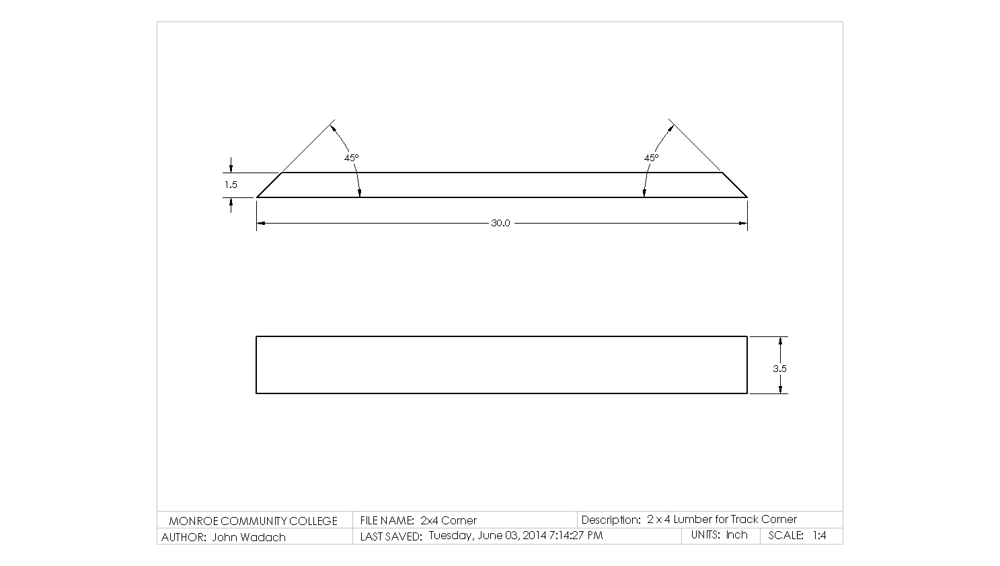 45°
45°
1.5
30.0
3.5
MONROE COMMUNITY COLLEGE
FILE NAME: 2x4 Corner
Description: 2 x 4 Lumber for Track Corner
AUTHOR: John Wadach
LAST SAVED: Tuesday, June 03, 2014 7:14:27 PM
UNITS: Inch
SCALE: 1:4